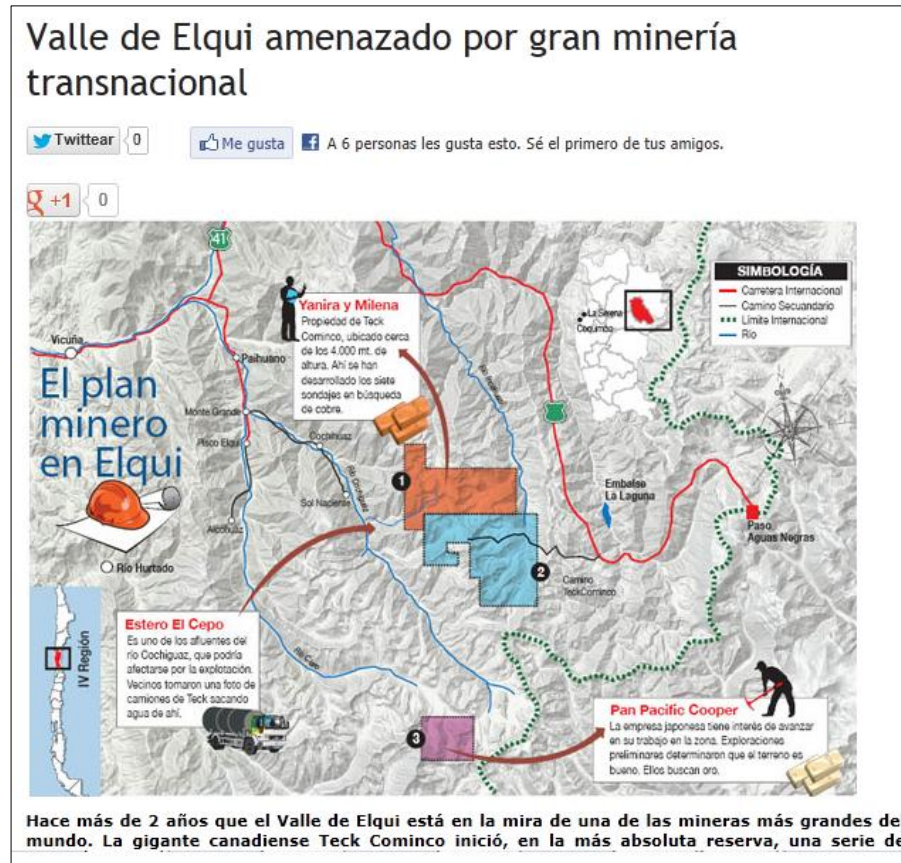 Valle de Elqui amenazado por gran minería
transnacional
Twittear 0
Me gusta
A 6 personas les gusta esto. Sé el primero de tus amigos.
+1 0
41
Yanira y Milena
Propiedad de Teck
Cominco, ubicado cerca
de los 4.000 mt. de
altura. Ahí se han
desarrollado los siete
sondajes en búsqueda
de cobre.
SIMBOLOGÍA
Carretera Internacional
Camino Secuandario
Límite Internacional
Río
La Serena
Coquimbo
Vicuña
Paihuano
El plan
minero
en Elqui
Monte Grande
Pisco Elqui
Cochihuaz
Sol Naciente
Alcohuaz
Río Hurtado
1
2
Embalse
La Laguna
Paso
Aguas Negras
Camino
TeckCorninco
IV Región
Estero El Cepo
Es uno de los afluentes del
río Cochiguaz, que podría
afectarse por la explotación.
Vecinos tomaron una foto de
camiones de Teck sacando
agua de ahí.
3
Pan Pacific Cooper
La empresa japonesa tiene interés de avanzar
en su trabajo en la zona. Exploraciones
preliminares determinaron que el terreno es
bueno. Ellos buscan oro.
Hace más de 2 años que el Valle de Elqui está en la mira de una de las mineras más grandes de
mundo. La gigante canadiense Teck Cominco inició, en la más absoluta reserva, una serie de